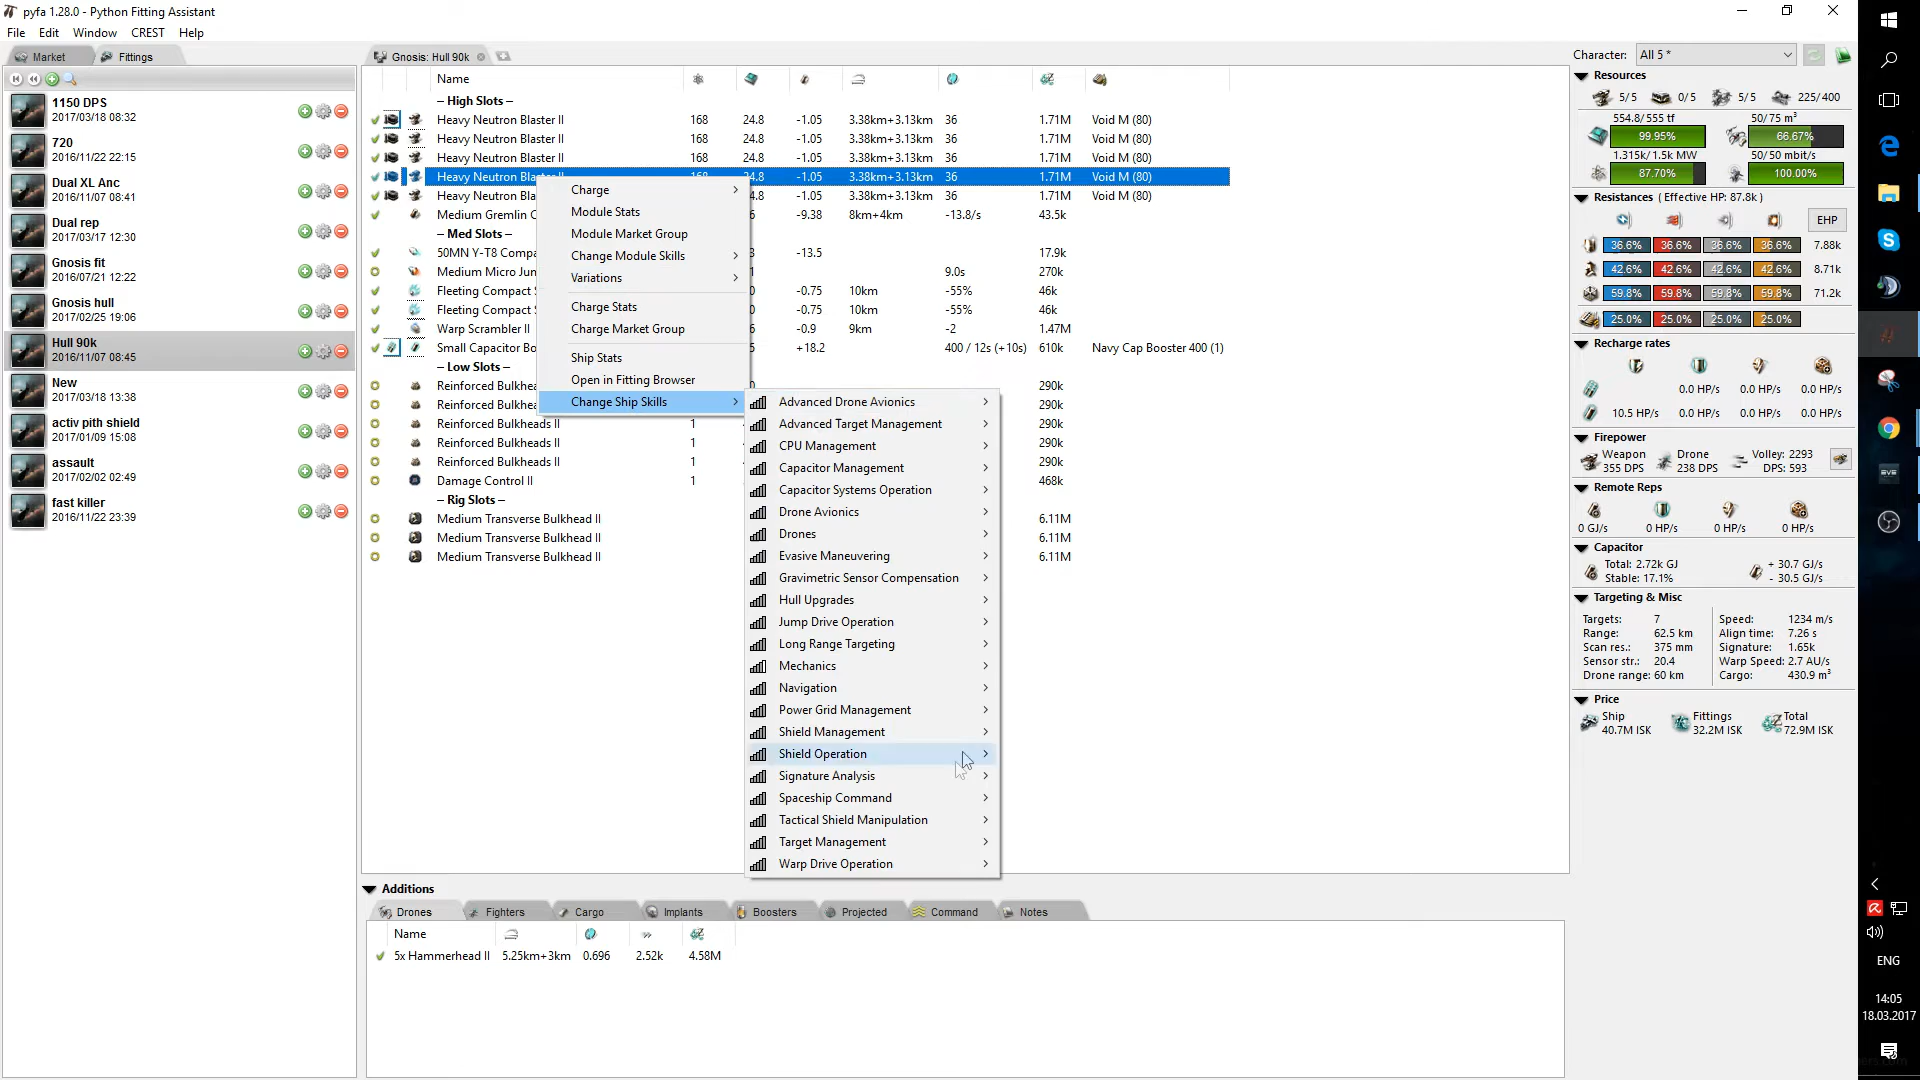 pyfa 1.28.0 - Python Fitting Assistant
File Edit Window CREST Help
Market Fittings
1150 DPS
2017/03/18 08:32
720
2016/11/22 22:15
Dual XL Anc
2016/11/07 08:41
Dual rep
2017/03/17 12:30
Gnosis fit
2016/07/21 12:22
Gnosis hull
2017/02/25 19:06
Hull 90k
2016/11/07 08:45
New
2017/03/18 13:38
activ pith shield
2017/01/09 15:08
assault
2017/02/02 02:49
fast killer
2016/11/22 23:39
Gnosis: Hull 90k
Name
– High Slots –
Heavy Neutron Blaster II 168 24.8 -1.05 3.38km+3.13km 36 1.71M Void M (80)
Heavy Neutron Blaster II 168 24.8 -1.05 3.38km+3.13km 36 1.71M Void M (80)
Heavy Neutron Blaster II 168 24.8 -1.05 3.38km+3.13km 36 1.71M Void M (80)
Heavy Neutron -1.05 3.38km+3.13km 36 1.71M Void M (80)
Heavy Neutron -1.05 3.38km+3.13km 36 1.71M Void M (80)
Medium Gremlin -9.38 8km+4km -13.8/s 43.5k
– Med Slots –
50MN Y-T8 -13.5 17.9k
Medium Micro 9.0s 270k
Fleeting Compact -0.75 10km -55% 46k
Fleeting Compact -0.75 10km -55% 46k
Warp Scrambler II -0.9 9km -2 1.47M
Small Capacitor +18.2 400 / 12s (+10s) 610k Navy Cap Booster 400 (1)
– Low Slots –
Reinforced 290k
Reinforced 290k
Reinforced Bulkheads II 1 290k
Reinforced Bulkheads II 1 290k
Reinforced Bulkheads II 1 290k
Damage Control II 1 468k
– Rig Slots –
Medium Transverse Bulkhead II 6.11M
Medium Transverse Bulkhead II 6.11M
Medium Transverse Bulkhead II 6.11M
Charge
Module Stats
Module Market Group
Change Module Skills
Variations
Charge Stats
Charge Market Group
Ship Stats
Open in Fitting Browser
Change Ship Skills
Advanced Drone Avionics
Advanced Target Management
CPU Management
Capacitor Management
Capacitor Systems Operation
Drone Avionics
Drones
Evasive Maneuvering
Gravimetric Sensor Compensation
Hull Upgrades
Jump Drive Operation
Long Range Targeting
Mechanics
Navigation
Power Grid Management
Shield Management
Shield Operation
Signature Analysis
Spaceship Command
Tactical Shield Manipulation
Target Management
Warp Drive Operation
Additions
Drones Fighters Cargo Implants Boosters Projected Command Notes
Name
5x Hammerhead II 5.25km+3km 0.696 2.52k 4.58M
Character: All 5 *
Resources
5/5 0/5 5/5 225/400
554.8/ 555 tf 50/ 75 m³
99.95% 66.67%
1.315k/ 1.5k MW 50/ 50 mbit/s
87.70% 100.00%
Resistances ( Effective HP: 87.8k )
EHP
36.6% 36.6% 36.6% 36.6% 7.88k
42.6% 42.6% 42.6% 42.6% 8.71k
59.8% 59.8% 59.8% 59.8% 71.2k
25.0% 25.0% 25.0% 25.0%
Recharge rates
0.0 HP/s 0.0 HP/s 0.0 HP/s
10.5 HP/s 0.0 HP/s 0.0 HP/s 0.0 HP/s
Firepower
Weapon Drone Volley: 2293
355 DPS 238 DPS DPS: 593
Remote Reps
0 GJ/s 0 HP/s 0 HP/s 0 HP/s
Capacitor
Total: 2.72k GJ + 30.7 GJ/s
Stable: 17.1% - 30.5 GJ/s
Targeting & Misc
Targets: 7 Speed: 1234 m/s
Range: 62.5 km Align time: 7.26 s
Scan res.: 375 mm Signature: 1.65k
Sensor str.: 20.4 Warp Speed: 2.7 AU/s
Drone range: 60 km Cargo: 430.9 m³
Price
Ship Fittings Total
40.7M ISK 32.2M ISK 72.9M ISK
EVE
ENG
14:05
18.03.2017